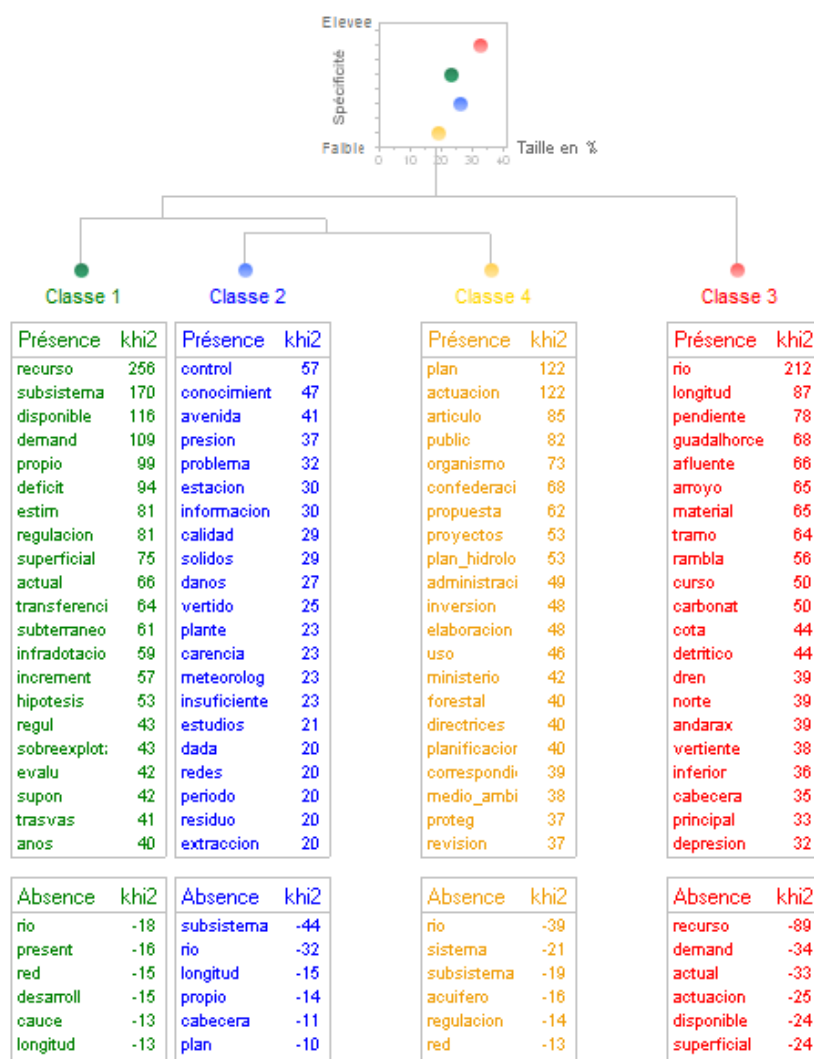 Elevee
Spécificité
Faible
0 10 20 30 40
Taille en %
Classe 1 Classe 2 Classe 4 Classe 3
Présence khi2 Présence khi2 Présence khi2 Présence khi2
recurso 256 control 57 plan 122 rio 212
subsistema 170 conocimient 47 actuacion 122 longitud 87
disponible 116 avenida 41 articulo 85 pendiente 78
demand 109 presion 37 public 82 guadalhorce 68
propio 99 problema 32 organismo 73 afluente 66
deficit 94 estacion 30 confederaci 68 arroyo 65
estim 81 informacion 30 propuesta 62 material 65
regulacion 81 calidad 29 proyectos 53 tramo 64
superficial 75 solidos 29 plan_hidrolo 53 rambla 56
actual 66 danos 27 administraci 49 curso 50
transferenci 64 vertido 25 inversion 48 carbonat 50
subterraneo 61 plante 23 elaboracion 48 cota 44
infradotacio 59 carencia 23 uso 46 detritico 44
increment 57 meteorolog 23 ministerio 42 dren 39
hipotesis 53 insuficiente 23 forestal 40 norte 39
regul 43 estudios 21 directrices 40 andarax 39
sobreexplot 43 dada 20 planificacior 40 vertiente 38
evalu 42 redes 20 correspondi 39 inferior 36
supon 42 periodo 20 medio_ambi 38 cabecera 35
trasvas 41 residuo 20 proteg 37 principal 33
anos 40 extraccion 20 revision 37 depresion 32
Absence khi2 Absence khi2 Absence khi2 Absence khi2
rio -18 subsistema -44 rio -39 recurso -89
present -16 rio -32 sistema -21 demand -34
red -15 longitud -15 subsistema -19 actual -33
desarroll -15 propio -14 acuifero -16 actuacion -25
cauce -13 cabecera -11 regulacion -14 disponible -24
longitud -13 plan -10 red -13 superficial -24